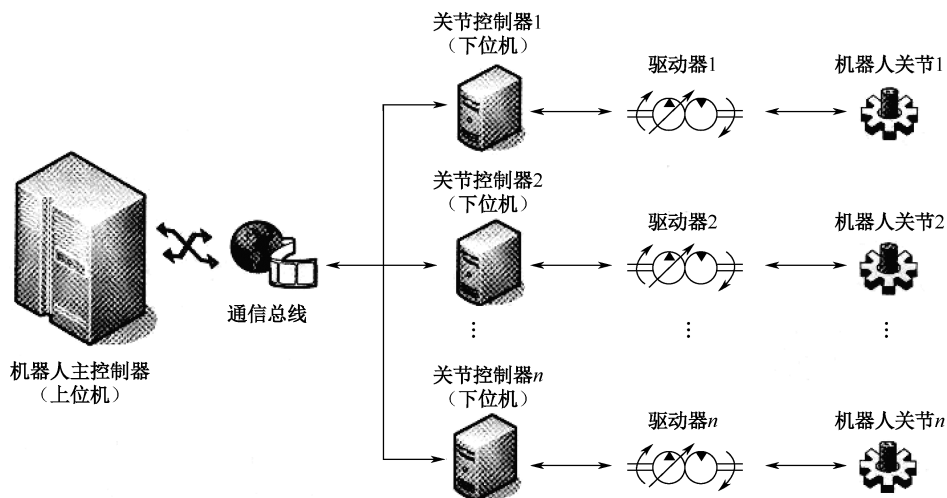 关节控制器1
（下位机）
驱动器1
机器人关节1
关节控制器2
（下位机）
驱动器2
机器人关节2
通信总线
机器人主控制器
（上位机）
关节控制器n
（下位机）
驱动器n
机器人关节n